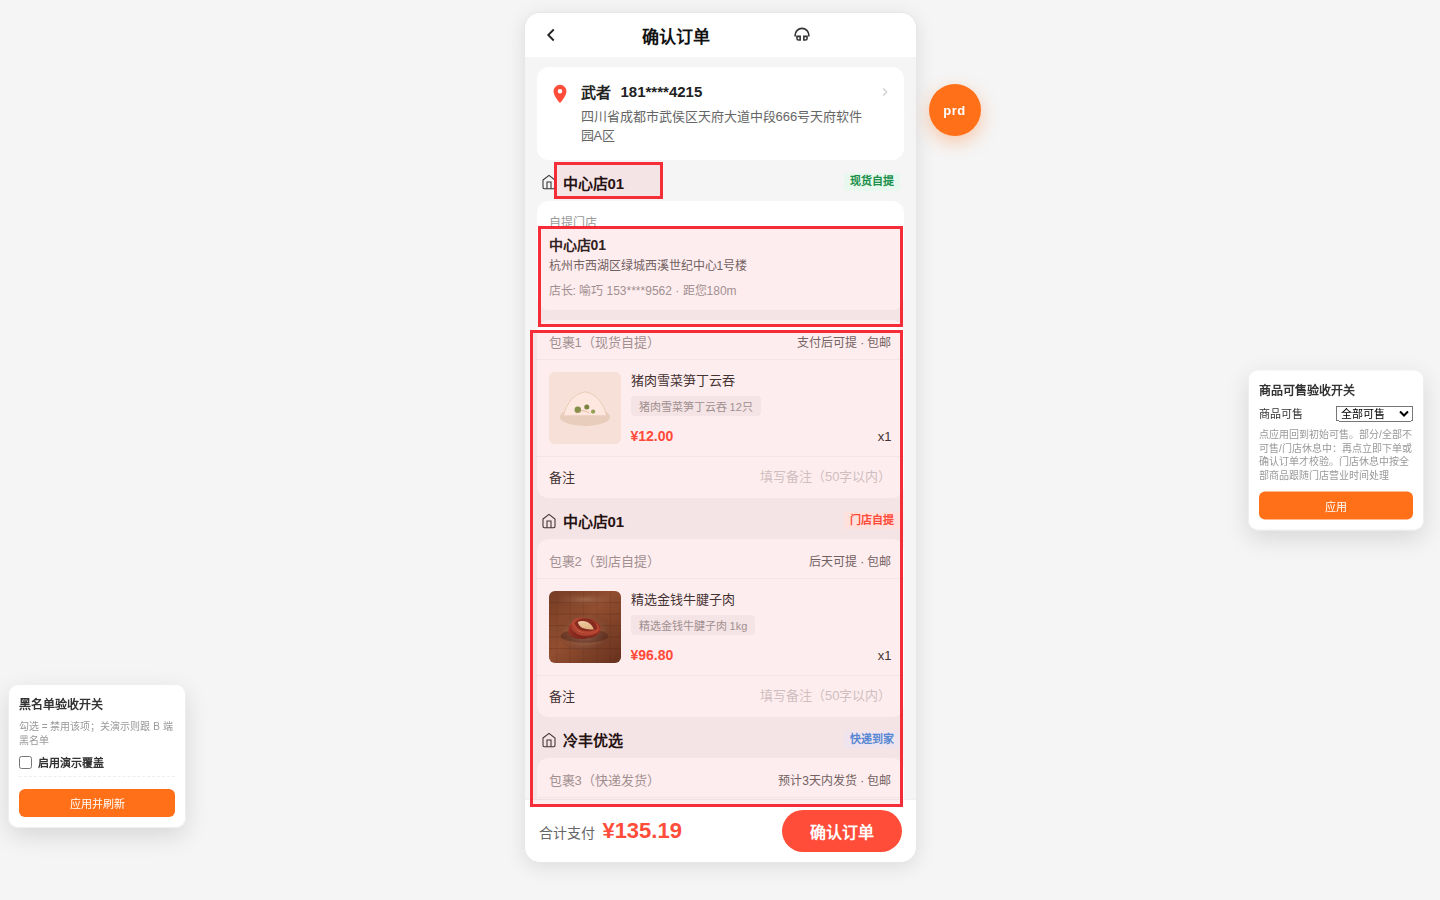 确认订单
武者 181****4215
四川省成都市武侯区天府大道中段666号天府软件
园A区
prd
中心店01
现货自提
自提门店
中心店01
杭州市西湖区绿城西溪世纪中心1号楼
店长: 喻巧 153****9562 · 距您180m
包裹1（现货自提）
支付后可提 · 包邮
猪肉雪菜笋丁云吞
猪肉雪菜笋丁云吞 12只
¥12.00
x1
备注
填写备注（50字以内）
中心店01
门店自提
包裹2（到店自提）
后天可提 · 包邮
精选金钱牛腱子肉
精选金钱牛腱子肉 1kg
¥96.80
x1
备注
填写备注（50字以内）
冷丰优选
快递到家
包裹3（快递发货）
预计3天内发货 · 包邮
合计支付 ¥135.19
确认订单
商品可售验收开关
商品可售
全部可售
点应用回到初始可售。部分/全部不
可售/门店休息中：再点立即下单或
确认订单才校验。门店休息中按全
部商品跟随门店营业时间处理
应用
黑名单验收开关
勾选 = 禁用该项；关演示则跟 B 端
黑名单
启用演示覆盖
应用并刷新